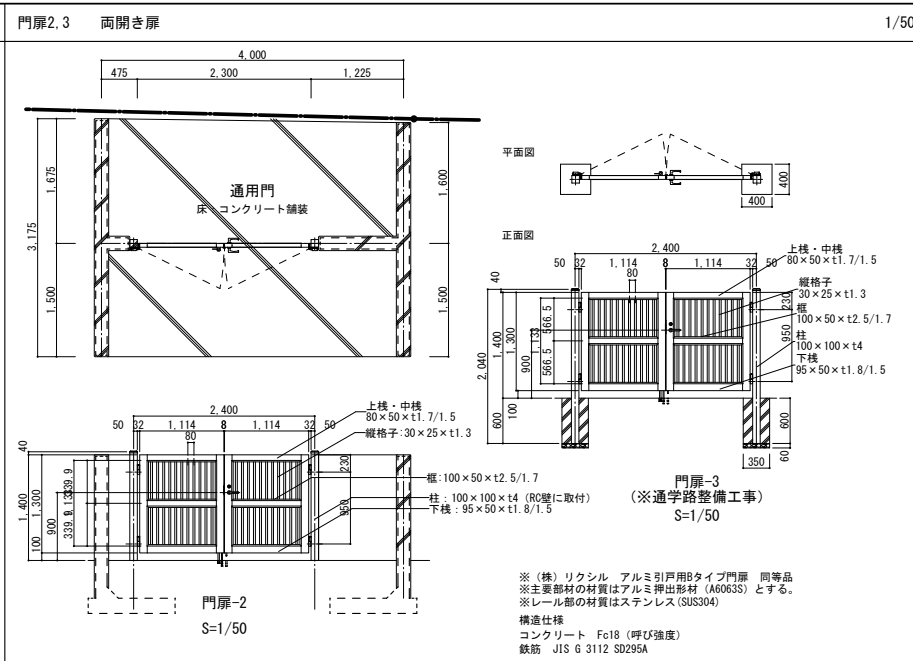 門扉2,3 両開き扉
1/50
4,000
475
2,300
1,225
3,175
1,675
1,500
1,600
1,500
通用門
床:コンクリート舗装
平面図
400
400
正面図
2,400
50 32 1,114 8 1,114 32 50
80
40
2,040
1,400
1,300
1,133
900
566.5
566.5
100
600
230
950
600
60
350
上桟・中桟
80×50×t1.7/1.5
縦格子
30×25×t1.3
框
100×50×t2.5/1.7
柱
100×100×t4
下桟
95×50×t1.8/1.5
門扉-3
(※通学路整備工事)
S=1/50
2,400
50 32 1,114 8 1,114 32 50
80
40
1,400
1,300
900
339.9
1,133
339.9
100
230
950
上桟・中桟
80×50×t1.7/1.5
縦格子:30×25×t1.3
框:100×50×t2.5/1.7
柱:100×100×t4 (RC壁に取付)
下桟:95×50×t1.8/1.5
門扉-2
S=1/50
※(株)リクシル アルミ引戸用Bタイプ門扉 同等品
※主要部材の材質はアルミ押出形材(A6063S)とする。
※レール部の材質はステンレス(SUS304)
構造仕様
コンクリート Fc18(呼び強度)
鉄筋 JIS G 3112 SD295A